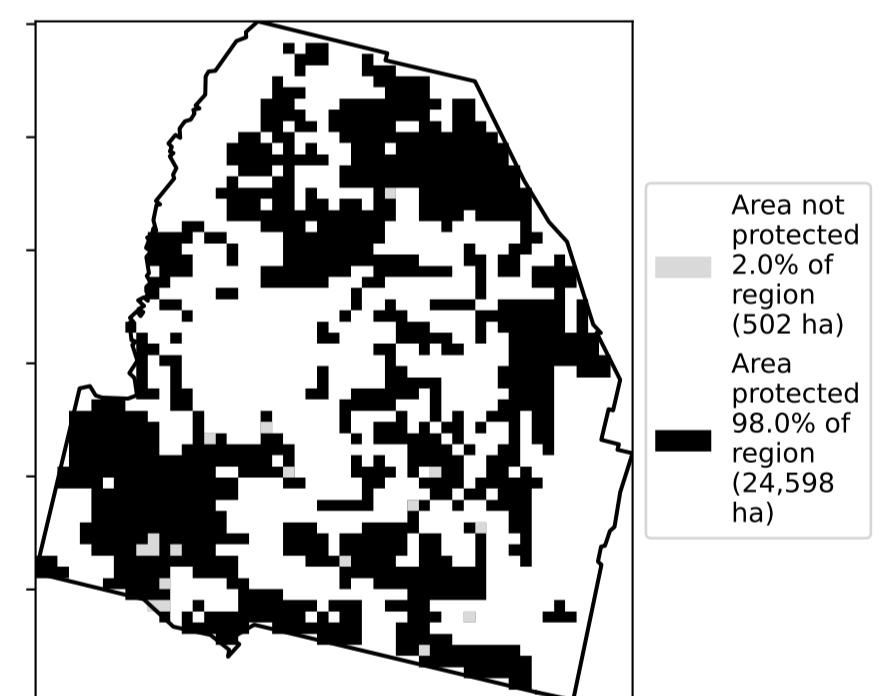 Area not
protected
2.0% of
region
(502 ha)
Area
protected
98.0% of
region
(24,598
ha)